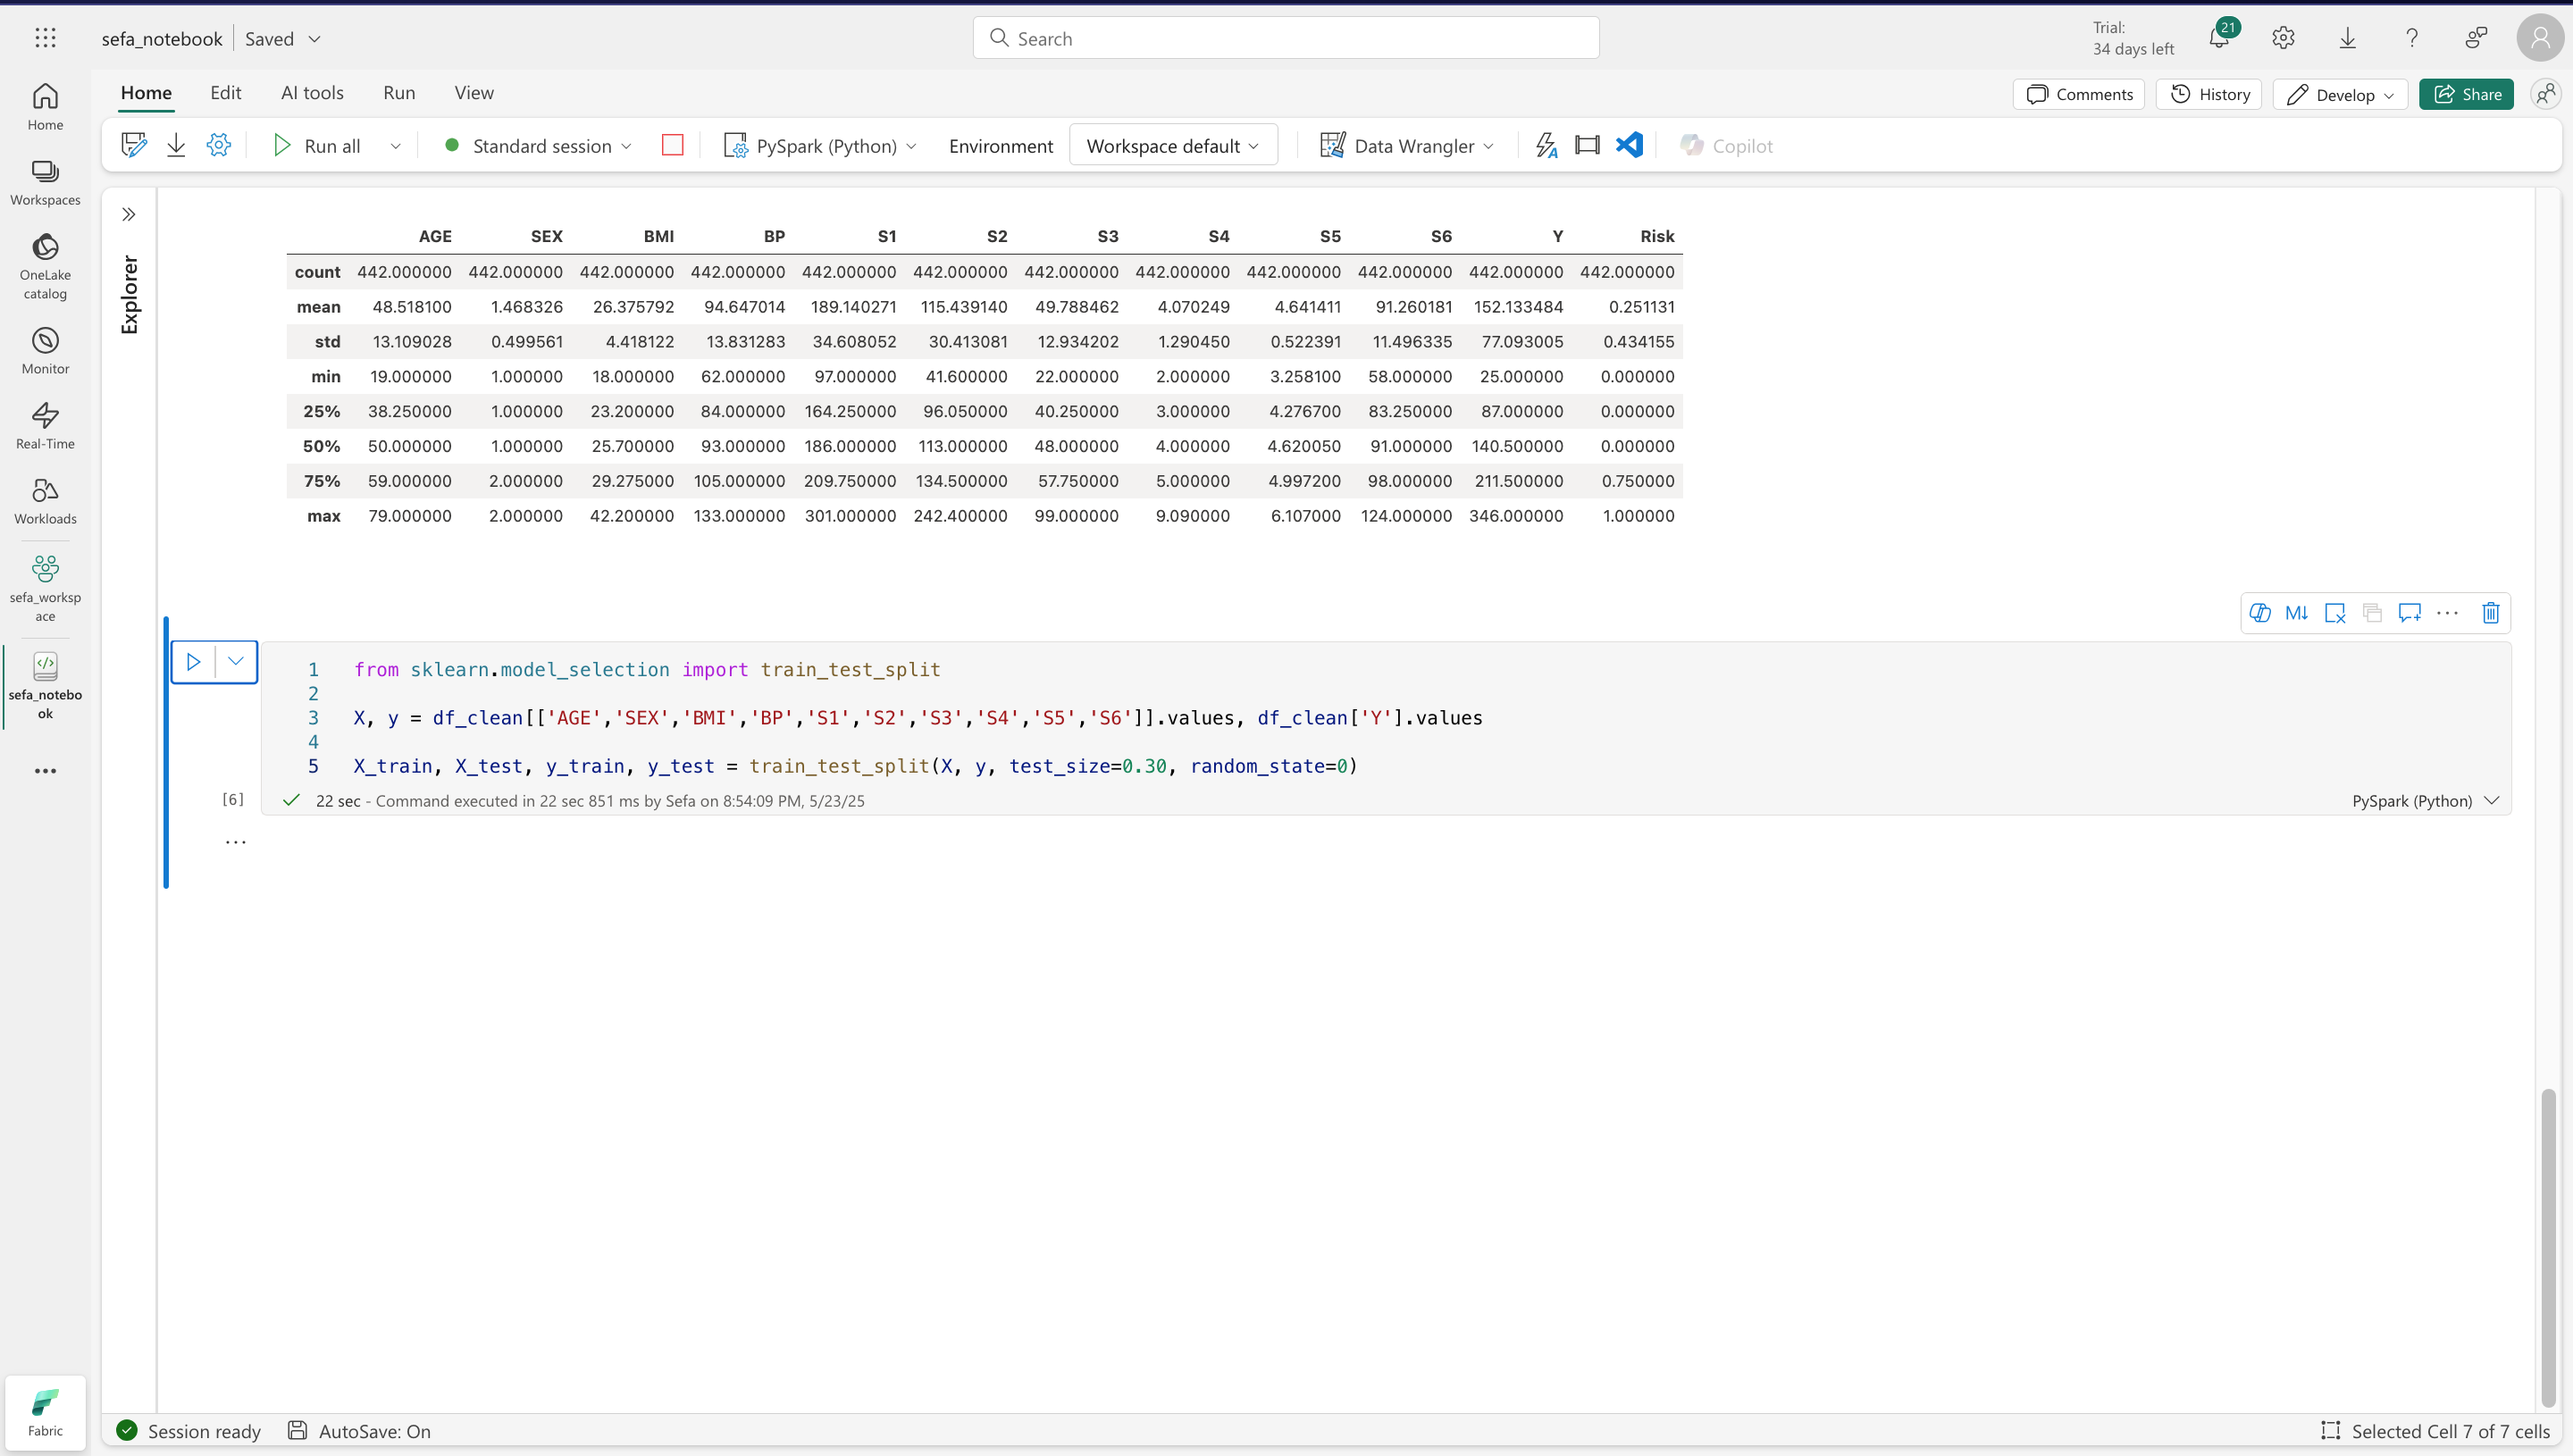 sefa_notebook Saved
Search
Trial:
34 days left
21
Home Edit AI tools Run View
Comments History Develop Share
Run all Standard session PySpark (Python) Environment Workspace default Data Wrangler Copilot
Home
Workspaces
OneLake
catalog
Monitor
Real-Time
Workloads
sefa_worksp
ace
sefa_notebo
ok
Fabric
Explorer
AGE SEX BMI BP S1 S2 S3 S4 S5 S6 Y Risk
count 442.000000 442.000000 442.000000 442.000000 442.000000 442.000000 442.000000 442.000000 442.000000 442.000000 442.000000 442.000000
mean 48.518100 1.468326 26.375792 94.647014 189.140271 115.439140 49.788462 4.070249 4.641411 91.260181 152.133484 0.251131
std 13.109028 0.499561 4.418122 13.831283 34.608052 30.413081 12.934202 1.290450 0.522391 11.496335 77.093005 0.434155
min 19.000000 1.000000 18.000000 62.000000 97.000000 41.600000 22.000000 2.000000 3.258100 58.000000 25.000000 0.000000
25% 38.250000 1.000000 23.200000 84.000000 164.250000 96.050000 40.250000 3.000000 4.276700 83.250000 87.000000 0.000000
50% 50.000000 1.000000 25.700000 93.000000 186.000000 113.000000 48.000000 4.000000 4.620050 91.000000 140.500000 0.000000
75% 59.000000 2.000000 29.275000 105.000000 209.750000 134.500000 57.750000 5.000000 4.997200 98.000000 211.500000 0.750000
max 79.000000 2.000000 42.200000 133.000000 301.000000 242.400000 99.000000 9.090000 6.107000 124.000000 346.000000 1.000000
M↓
1 from sklearn.model_selection import train_test_split
2
3 X, y = df_clean[['AGE','SEX','BMI','BP','S1','S2','S3','S4','S5','S6']].values, df_clean['Y'].values
4
5 X_train, X_test, y_train, y_test = train_test_split(X, y, test_size=0.30, random_state=0)
[6] 22 sec - Command executed in 22 sec 851 ms by Sefa on 8:54:09 PM, 5/23/25 PySpark (Python)
Session ready AutoSave: On Selected Cell 7 of 7 cells